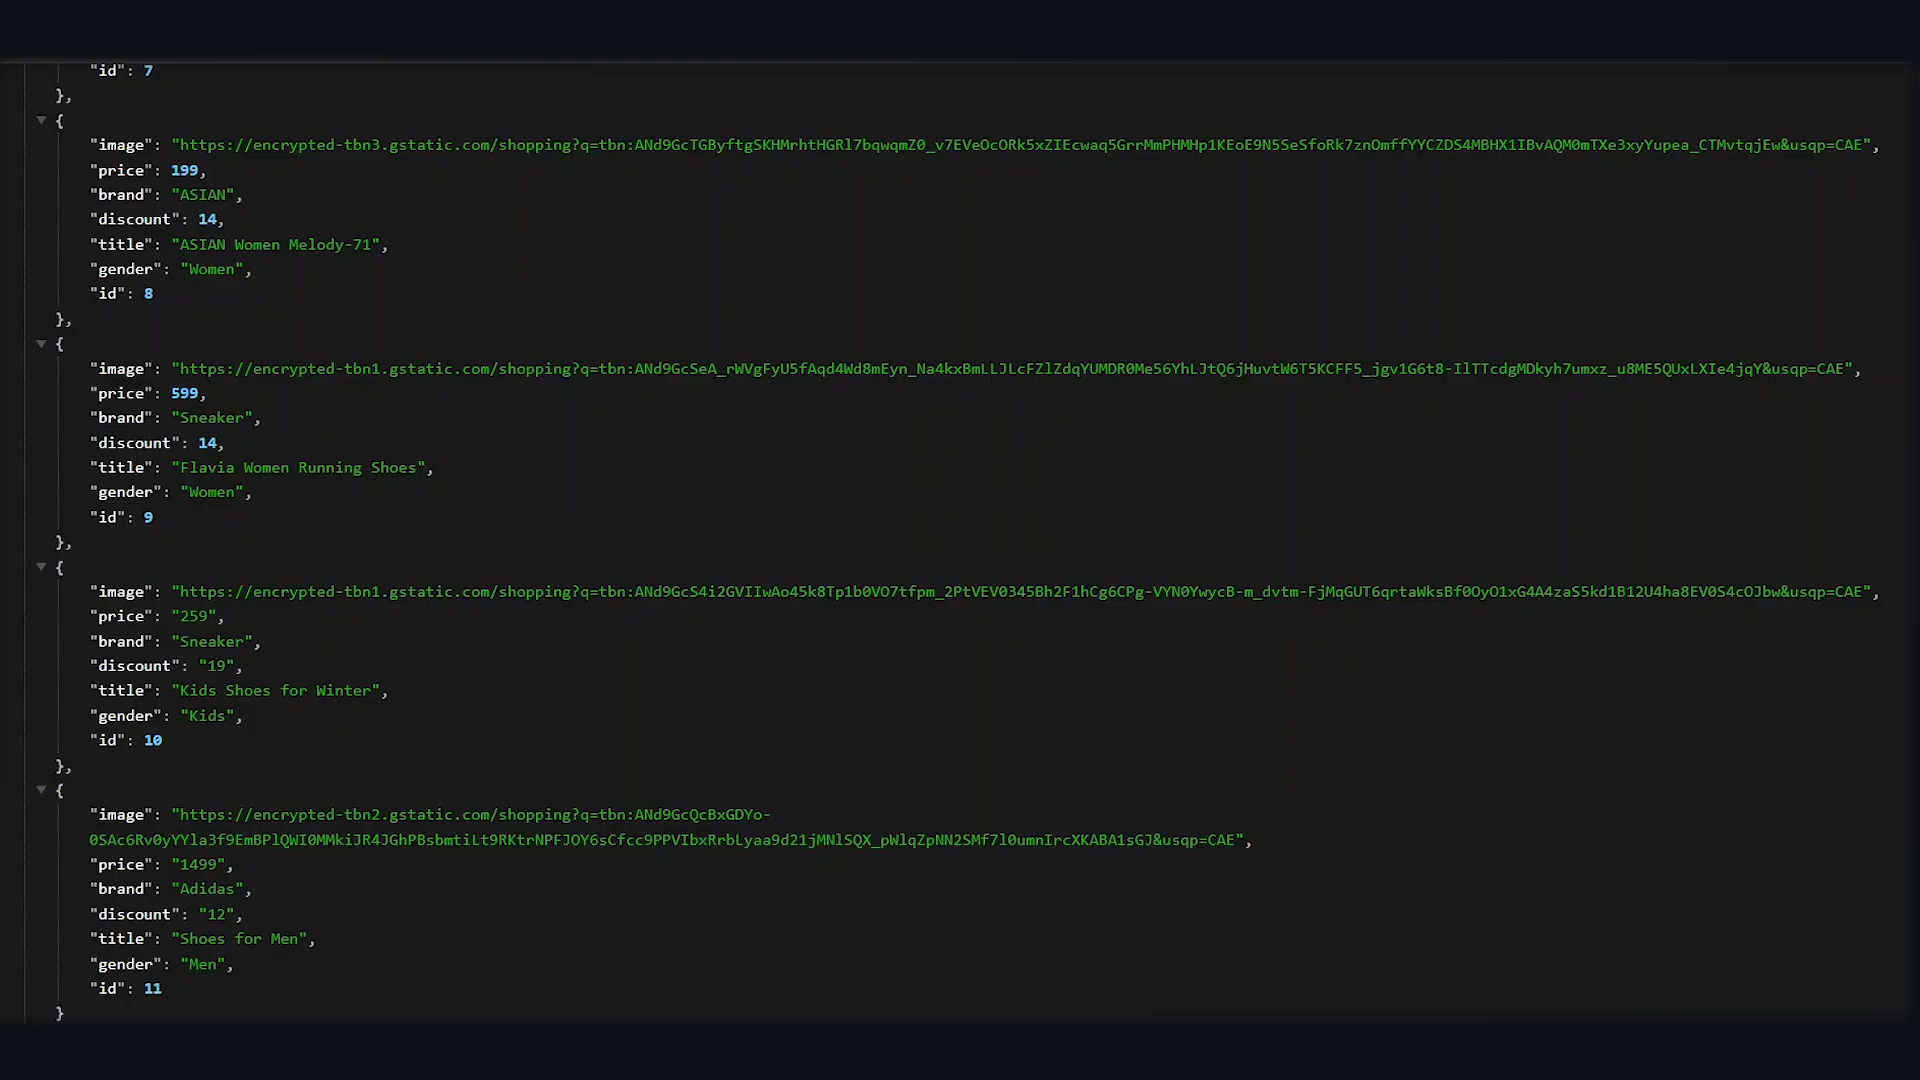 "id": 7
},
{
"image": "https://encrypted-tbn3.gstatic.com/shopping?q=tbn:ANd9GcTGByftgSKHMrhtHGRl7bqwqmZ0_v7EVeOcORk5xZIEcwaq5GrrMmPHMHp1KEoE9N5SeSfoRk7znOmffYYCZDS4MBHX1IBvAQM0mTXe3xyYupea_CTMvtqjEw&usqp=CAE",
"price": 199,
"brand": "ASIAN",
"discount": 14,
"title": "ASIAN Women Melody-71",
"gender": "Women",
"id": 8
},
{
"image": "https://encrypted-tbn1.gstatic.com/shopping?q=tbn:ANd9GcSeA_rWVgFyU5fAqd4Wd8mEyn_Na4kxBmLLJLcFZlZdqYUMDR0Me56YhLJtQ6jHuvtW6T5KCFF5_jgv1G6t8-IlTTcdgMDkyh7umxz_u8ME5QUxLXIe4jqY&usqp=CAE",
"price": 599,
"brand": "Sneaker",
"discount": 14,
"title": "Flavia Women Running Shoes",
"gender": "Women",
"id": 9
},
{
"image": "https://encrypted-tbn1.gstatic.com/shopping?q=tbn:ANd9GcS4i2GVIIwAo45k8Tp1b0VO7tfpm_2PtVEV0345Bh2F1hCg6CPg-VYN0YwycB-m_dvtm-FjMqGUT6qrtaWksBf0OyO1xG4A4zaS5kd1B12U4ha8EV0S4cOJbw&usqp=CAE",
"price": "259",
"brand": "Sneaker",
"discount": "19",
"title": "Kids Shoes for Winter",
"gender": "Kids",
"id": 10
},
{
"image": "https://encrypted-tbn2.gstatic.com/shopping?q=tbn:ANd9GcQcBxGDYo-
0SAc6Rv0yYYla3f9EmBPlQWI0MMkiJR4JGhPBsbmtiLt9RKtrNPFJOY6sCfcc9PPVIbxRrbLyaa9d21jMNlSQX_pWlqZpNN2SMf7l0umnIrcXKABA1sGJ&usqp=CAE",
"price": "1499",
"brand": "Adidas",
"discount": "12",
"title": "Shoes for Men",
"gender": "Men",
"id": 11
}